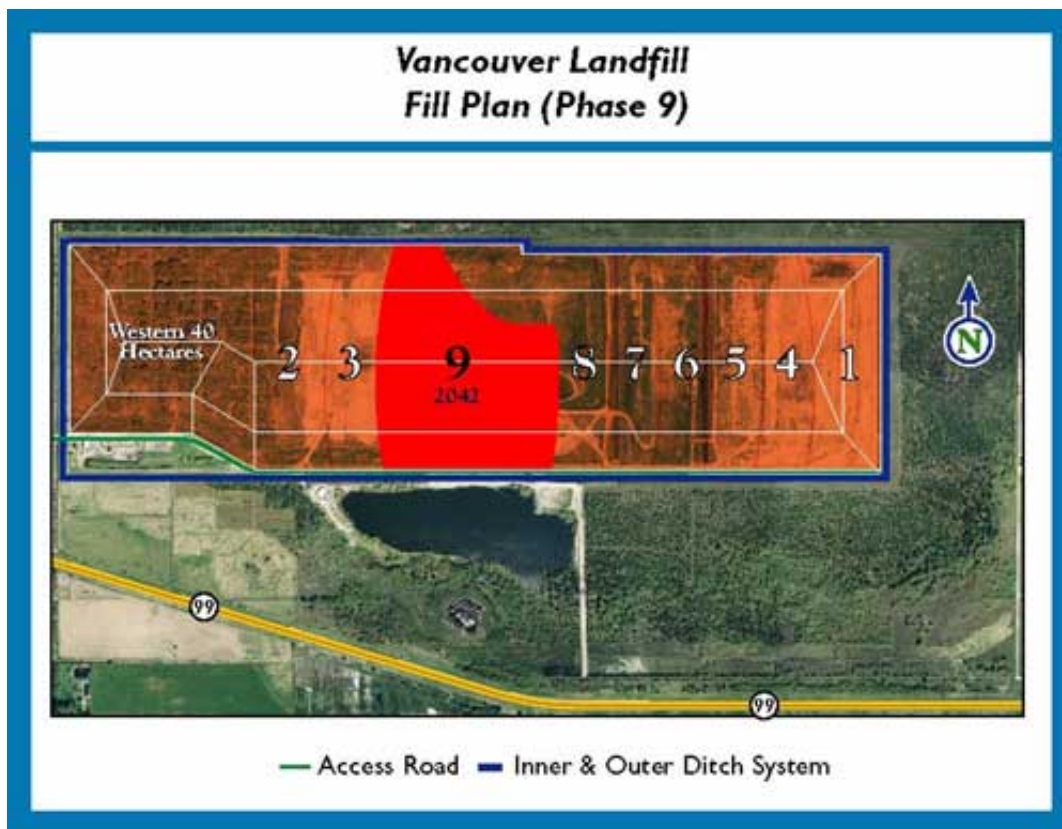 Vancouver Landfill
Fill Plan (Phase 9)
Western 40
Hectares
2
3
9
2042
8
7
6
5
4
1
N
99
99
Access Road
Inner & Outer Ditch System